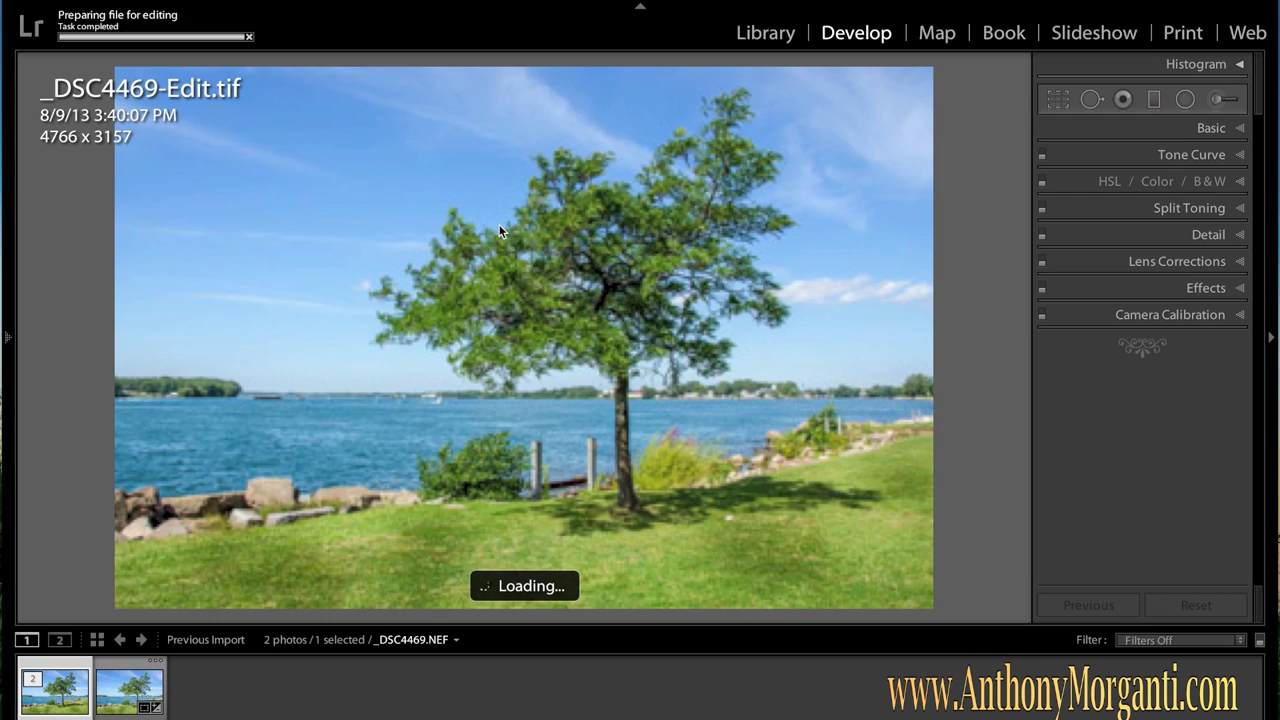 Lr
Preparing file for editing
Task completed
Library | Develop | Map | Book | Slideshow | Print | Web
_DSC4469-Edit.tif
8/9/13 3:40:07 PM
4766 x 3157
Histogram
Basic
Tone Curve
HSL / Color / B & W
Split Toning
Detail
Lens Corrections
Effects
Camera Calibration
Loading...
Previous
Reset
1 2 Previous Import 2 photos / 1 selected / _DSC4469.NEF
Filter : Filters Off
2
www.AnthonyMorganti.com